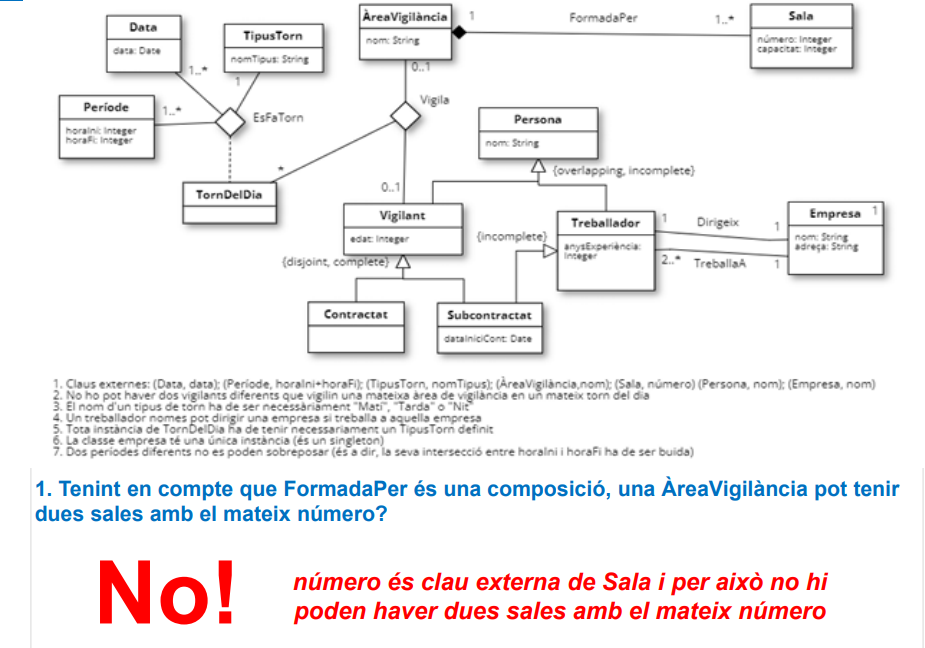 Data
data: Date
TipusTorn
nomTipus: String
ÀreaVigilància
nom: String
1
FormadaPer
1..*
Sala
número: Integer
capacitat: Integer
1..*
1
0..1
Període
horaIni: Integer
horaFi: Integer
1..*
EsFaTorn
Vigila
Persona
nom: String
{overlapping, incomplete}
*
TornDelDia
0..1
Vigilant
edat: Integer
{incomplete}
Treballador
anysExperiència:
Integer
1
Dirigeix
1
2..*
TreballaA
1
Empresa
1
nom: String
adreça: String
{disjoint, complete}
Contractat
Subcontractat
dataIniciCont: Date
1. Claus externes: (Data, data); (Període, horaIni+horaFi); (TipusTorn, nomTipus); (ÀreaVigilància,nom); (Sala, número) (Persona, nom); (Empresa, nom)
2. No ho pot haver dos vigilants diferents que vigilin una mateixa àrea de vigilància en un mateix torn del dia
3. El nom d'un tipus de torn ha de ser necessàriament "Matí", "Tarda" o "Nit"
4. Un treballador nomes pot dirigir una empresa si treballa a aquella empresa
5. Tota instància de TornDelDia ha de tenir necessariament un TipusTorn definit
6. La classe empresa té una única instància (és un singleton)
7. Dos períodes diferents no es poden sobreposar (és a dir, la seva intersecció entre horaIni i horaFi ha de ser buida)
1. Tenint en compte que FormadaPer és una composició, una ÀreaVigilància pot tenir
dues sales amb el mateix número?
No!
número és clau externa de Sala i per això no hi
poden haver dues sales amb el mateix número